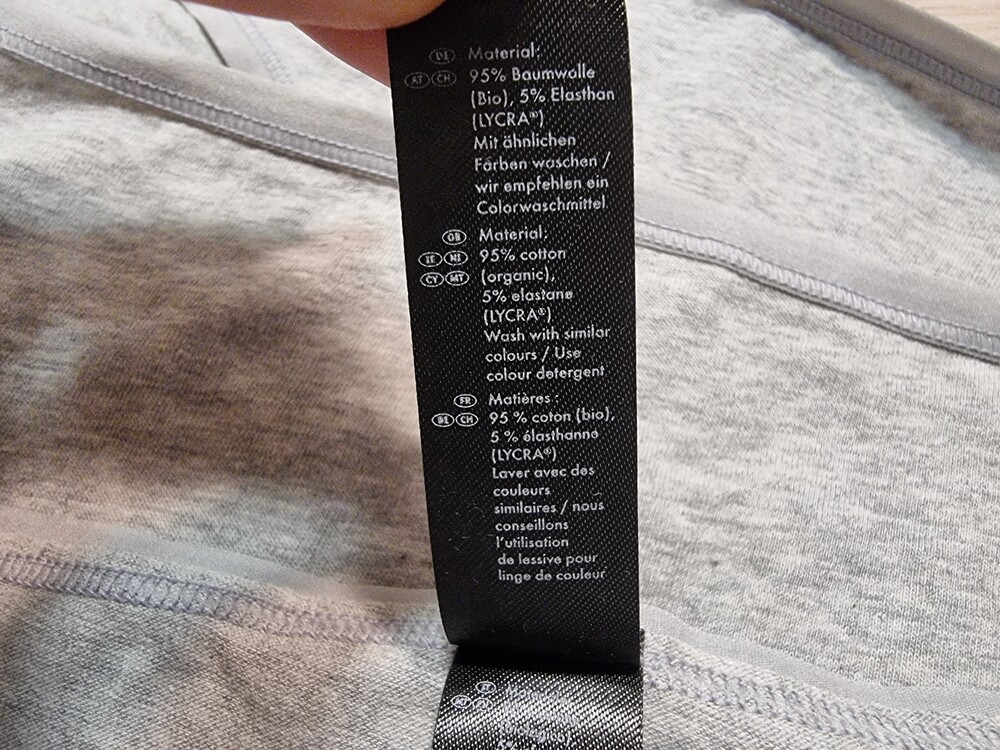 DE Material:
AT CH 95% Baumwolle
(Bio), 5% Elasthan
(LYCRA®)
Mit ähnlichen
Farben waschen /
wir empfehlen ein
Colorwaschmittel
GB Material:
IE NI 95% cotton
CY MT (organic),
5% elastane
(LYCRA®)
Wash with similar
colours / Use
colour detergent
FR Matières :
BE CH 95 % coton (bio),
5 % élasthanne
(LYCRA®)
Laver avec des
couleurs
similaires / nous
conseillons
l'utilisation
de lessive pour
linge de couleur